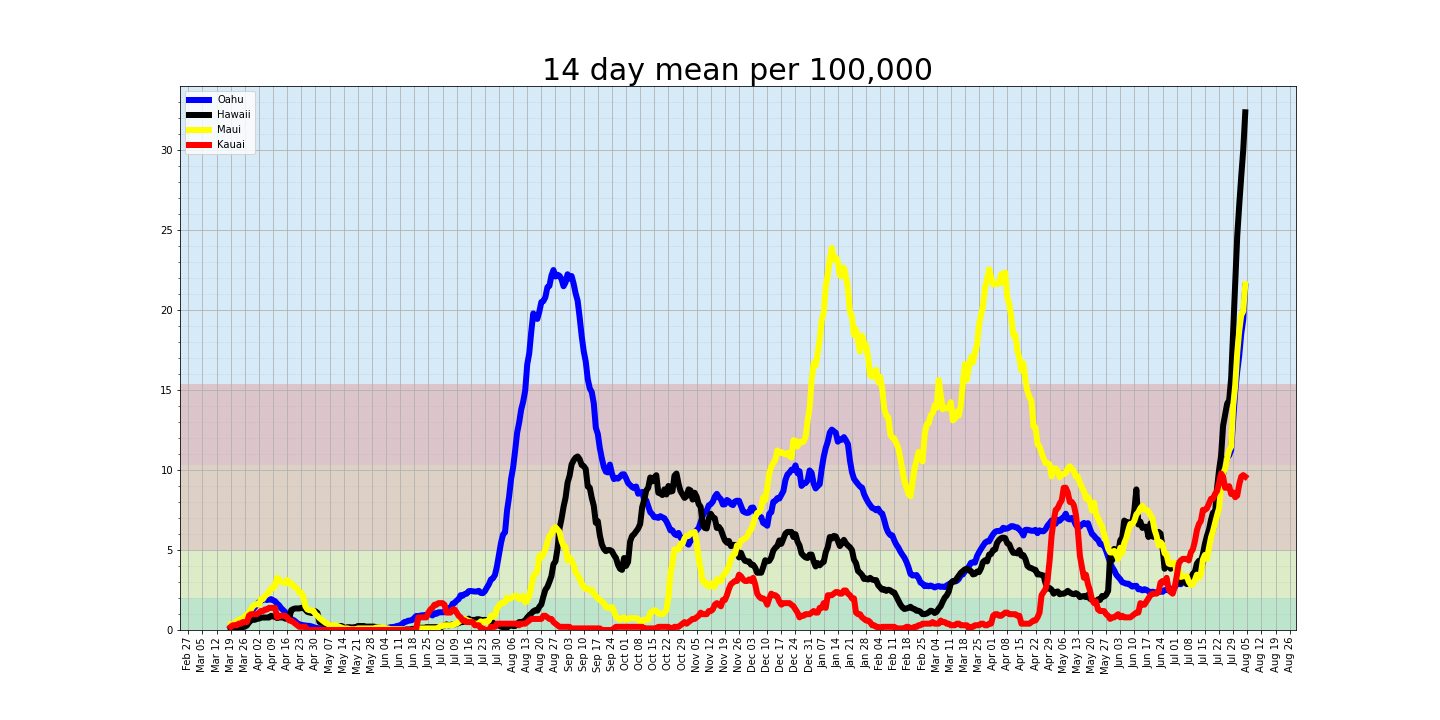 14 day mean per 100,000
Oahu
Hawaii
Maui
Kauai
30
25
20
15
10
5
0
Feb 27
Mar 05
Mar 12
Mar 19
Mar 26
Apr 02
Apr 09
Apr 16
Apr 23
Apr 30
May 07
May 14
May 21
May 28
Jun 04
Jun 11
Jun 18
Jun 25
Jul 02
Jul 09
Jul 16
Jul 23
Jul 30
Aug 06
Aug 13
Aug 20
Aug 27
Sep 03
Sep 10
Sep 17
Sep 24
Oct 01
Oct 08
Oct 15
Oct 22
Oct 29
Nov 05
Nov 12
Nov 19
Nov 26
Dec 03
Dec 10
Dec 17
Dec 24
Dec 31
Jan 07
Jan 14
Jan 21
Jan 28
Feb 04
Feb 11
Feb 18
Feb 25
Mar 04
Mar 11
Mar 18
Mar 25
Apr 01
Apr 08
Apr 15
Apr 22
Apr 29
May 06
May 13
May 20
May 27
Jun 03
Jun 10
Jun 17
Jun 24
Jul 01
Jul 08
Jul 15
Jul 22
Jul 29
Aug 05
Aug 12
Aug 19
Aug 26